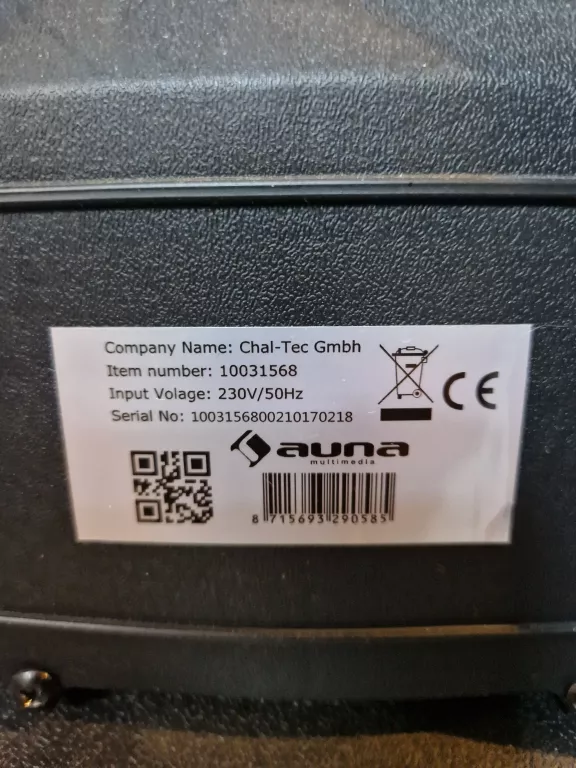 Company Name: Chal-Tec Gmbh
Item number: 10031568
Input Volage: 230V/50Hz
Serial No: 1003156800210170218
CE
auna
multimedia
8 715693 290585